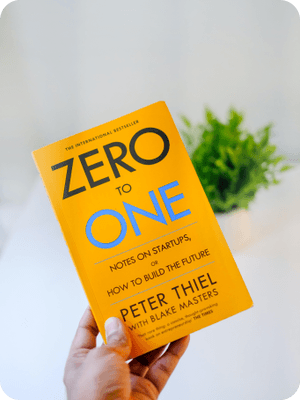 THE INTERNATIONAL BESTSELLER
ZERO
TO
ONE
NOTES ON STARTUPS,
OR
HOW TO BUILD THE FUTURE
PETER THIEL
WITH BLAKE MASTERS
THE TIMES